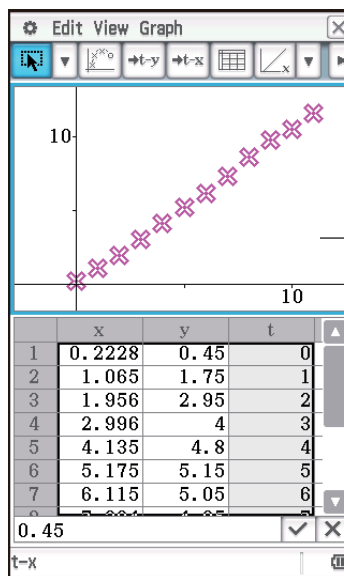 Edit View Graph
→t-y →t-x x
10
10
x y t
1 0.2228 0.45 0
2 1.065 1.75 1
3 1.956 2.95 2
4 2.996 4 3
5 4.135 4.8 4
6 5.175 5.15 5
7 6.115 5.05 6
0.45
t-x